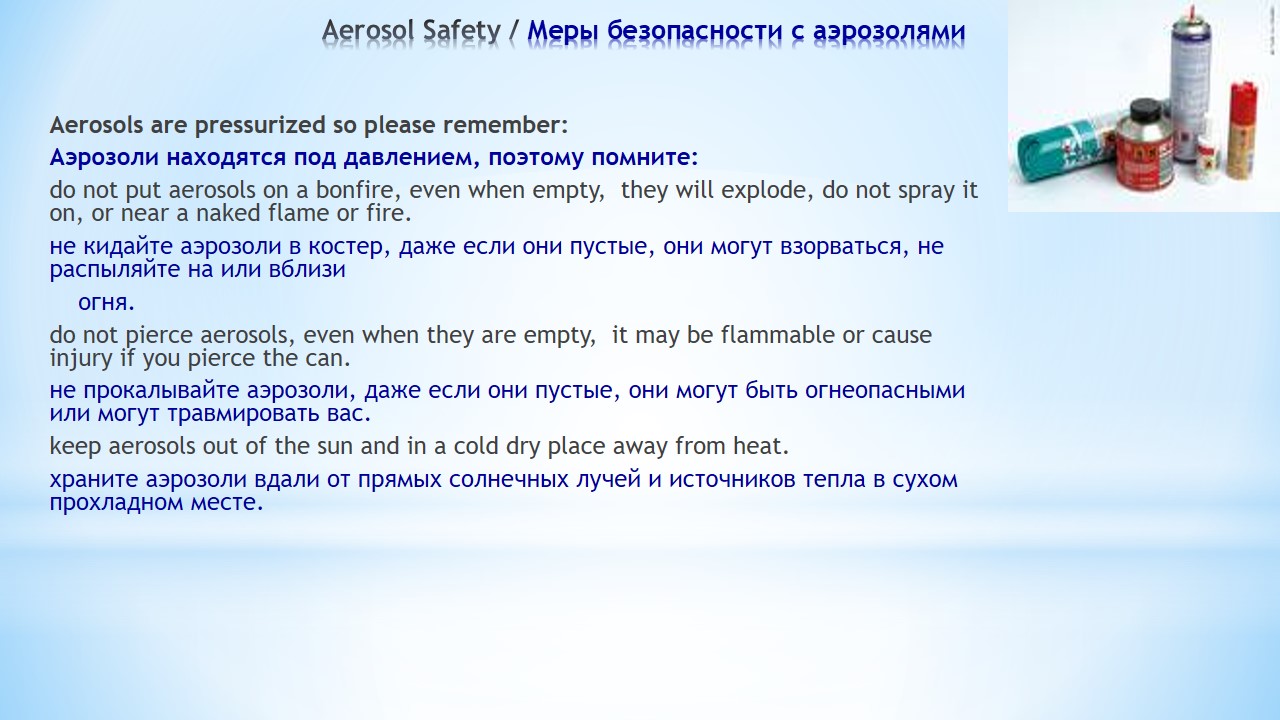 Aerosol Safety / Меры безопасности с аэрозолями
Aerosols are pressurized so please remember:
Аэрозоли находятся под давлением, поэтому помните:
do not put aerosols on a bonfire, even when empty,  they will explode, do not spray it
on, or near a naked flame or fire.
не кидайте аэрозоли в костер, даже если они пустые, они могут взорваться, не
распыляйте на или вблизи
огня.
do not pierce aerosols, even when they are empty,  it may be flammable or cause
injury if you pierce the can.
не прокалывайте аэрозоли, даже если они пустые, они могут быть огнеопасными
или могут травмировать вас.
keep aerosols out of the sun and in a cold dry place away from heat.
храните аэрозоли вдали от прямых солнечных лучей и источников тепла в сухом
прохладном месте.